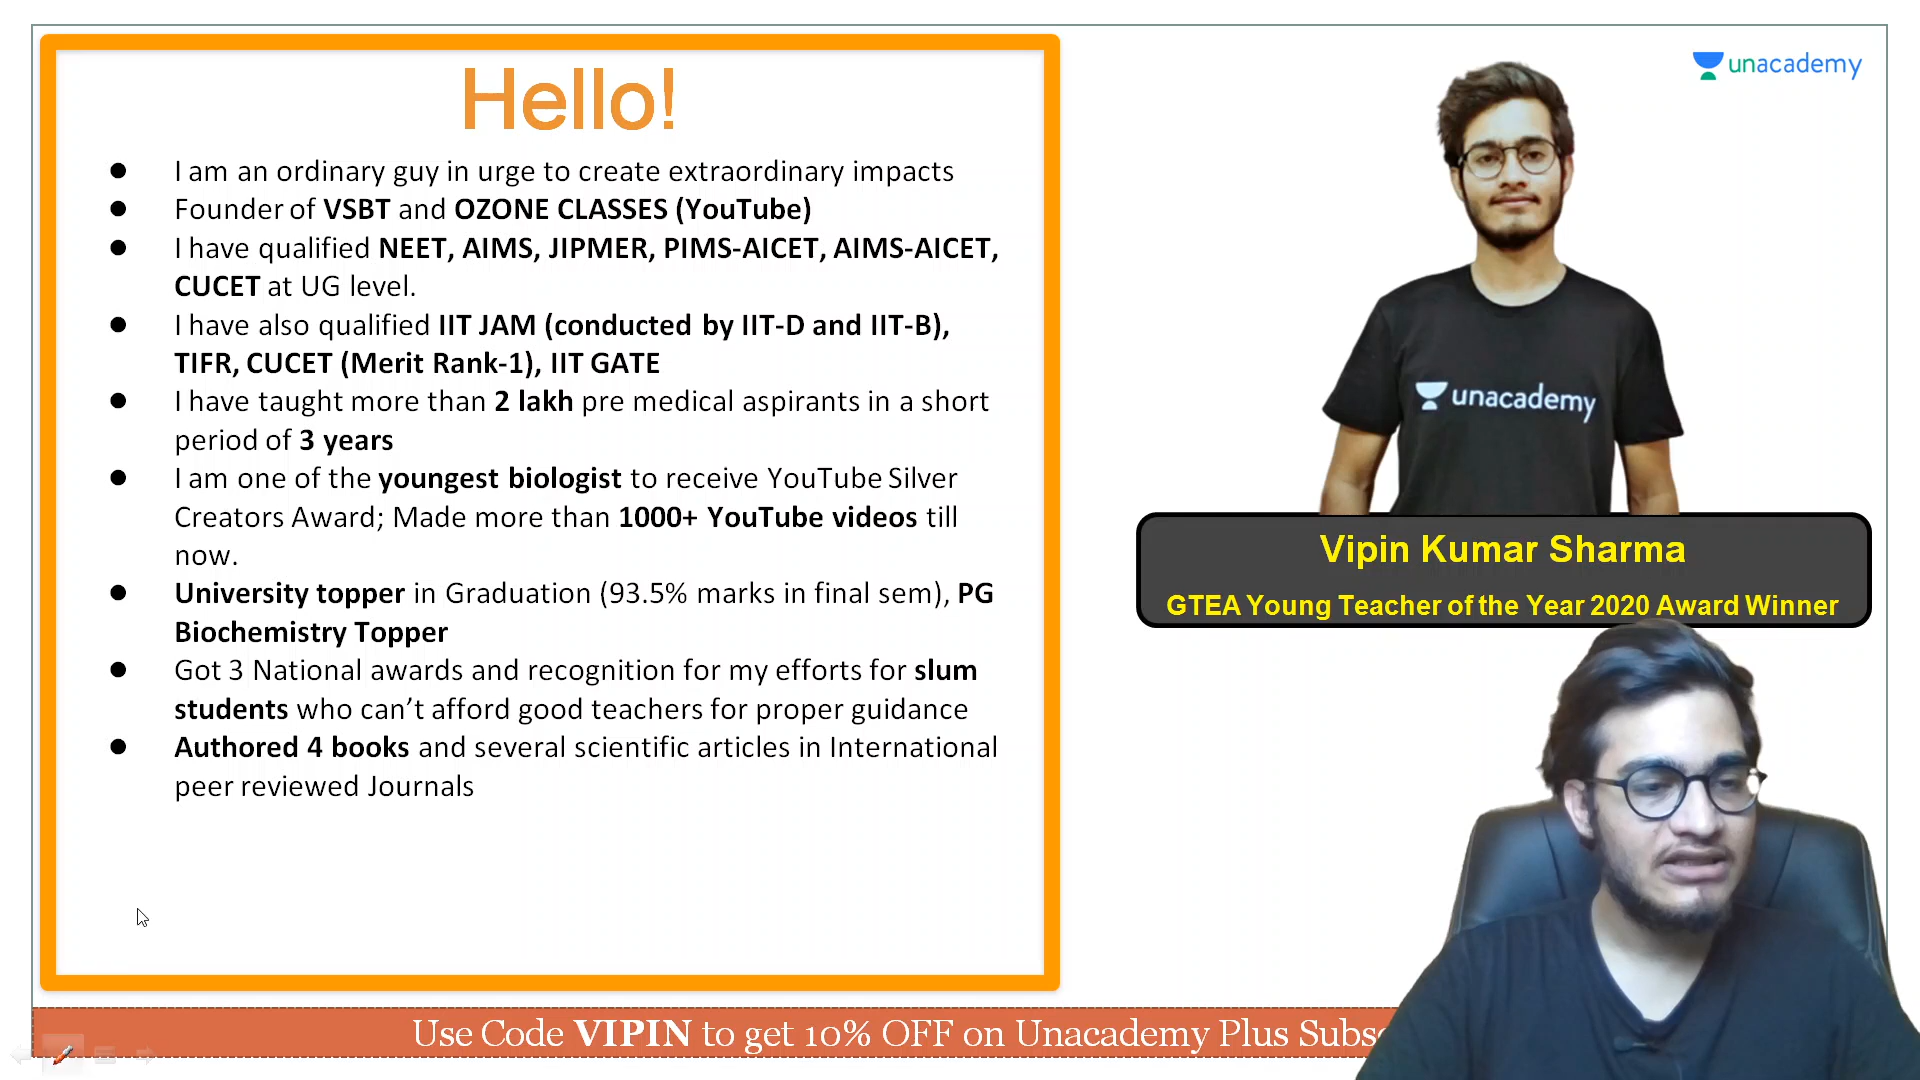 Hello!
● I am an ordinary guy in urge to create extraordinary impacts
● Founder of VSBT and OZONE CLASSES (YouTube)
● I have qualified NEET, AIMS, JIPMER, PIMS-AICET, AIMS-AICET,
CUCET at UG level.
● I have also qualified IIT JAM (conducted by IIT-D and IIT-B),
TIFR, CUCET (Merit Rank-1), IIT GATE
● I have taught more than 2 lakh pre medical aspirants in a short
period of 3 years
● I am one of the youngest biologist to receive YouTube Silver
Creators Award; Made more than 1000+ YouTube videos till
now.
● University topper in Graduation (93.5% marks in final sem), PG
Biochemistry Topper
● Got 3 National awards and recognition for my efforts for slum
students who can’t afford good teachers for proper guidance
● Authored 4 books and several scientific articles in International
peer reviewed Journals
unacademy
unacademy
Vipin Kumar Sharma
GTEA Young Teacher of the Year 2020 Award Winner
Use Code VIPIN to get 10% OFF on Unacademy Plus